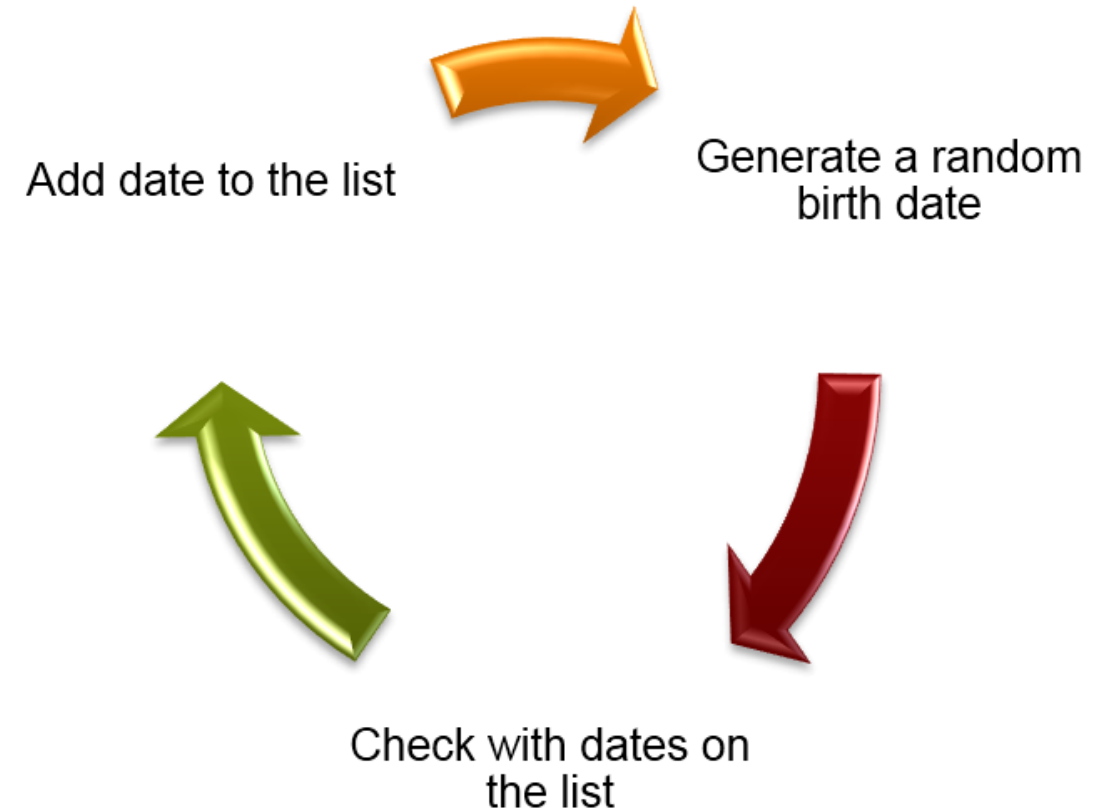 Add date to the list
Generate a random
birth date
Check with dates on
the list